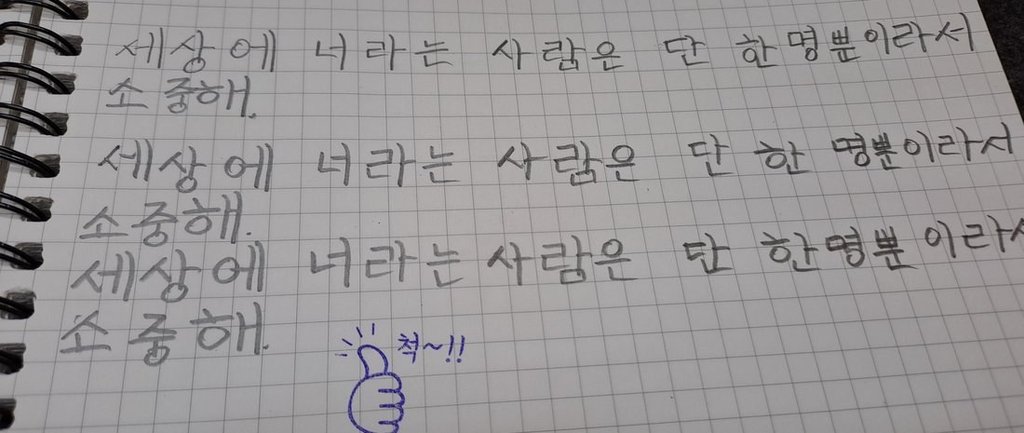 세상에 너라는 사람은 단 한명뿐이라서
소중해.
세상에 너라는 사람은 단 한 명뿐이라서
소중해.
세상에 너라는 사람은 단 한명뿐이라서
소중해.
척~!!